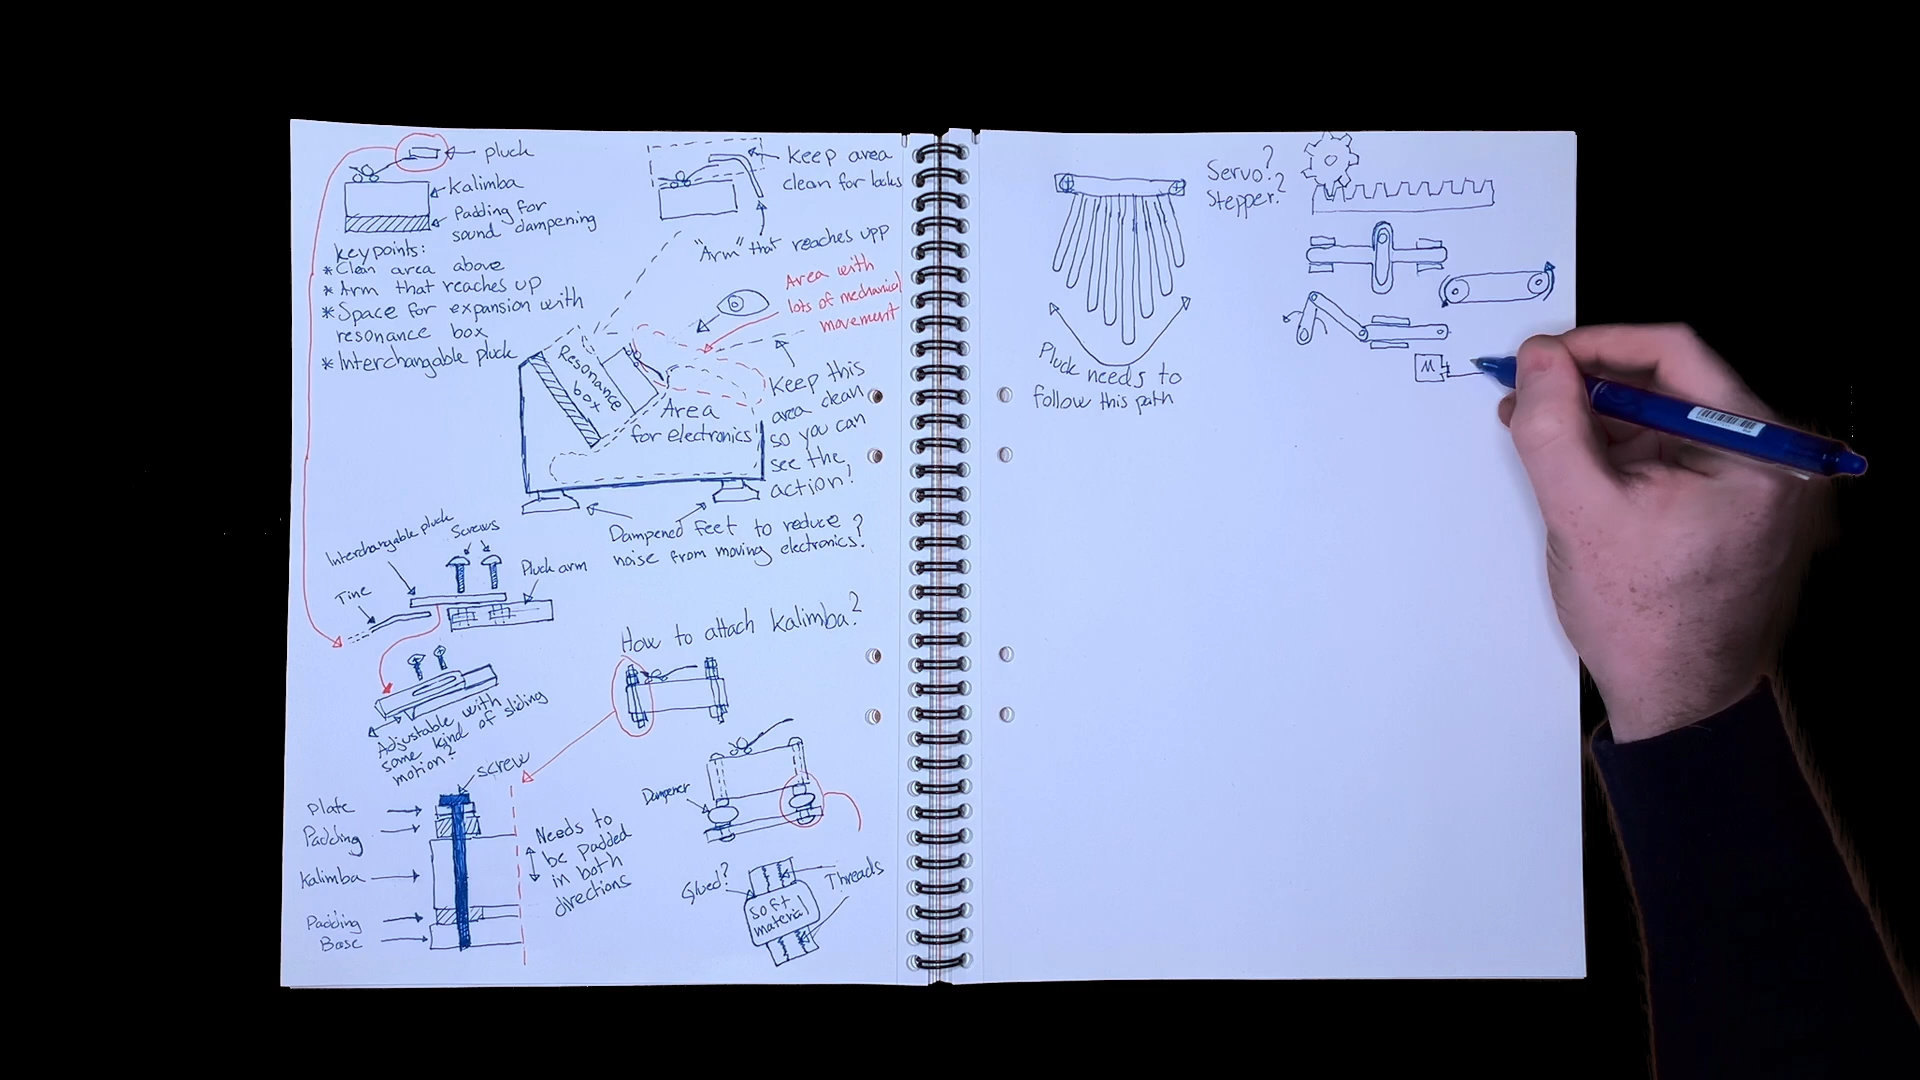 pluck
Kalimba
Padding for
sound dampening
Keep area
clean for looks
"Arm" that reaches upp
key points:
* Clean area above
* Arm that reaches up
* Space for expansion with
resonance box
* Interchangable pluck
Area with
lots of mechanical
movement
Resonance
box
Area
for electronics
Keep this
area clean
so you can
see the
action!
Dampened feet to reduce
noise from moving electronics?
Interchangable pluck
Screws
Pluck arm
Tine
Adjustable with
same kind of sliding
motion?
How to attach Kalimba?
screw
Plate
Padding
Kalimba
Padding
Base
Needs to
be padded
in both
directions
Dampener
Glued?
Threads
Soft
material
Servo?
Stepper?
Pluck needs to
follow this path
M